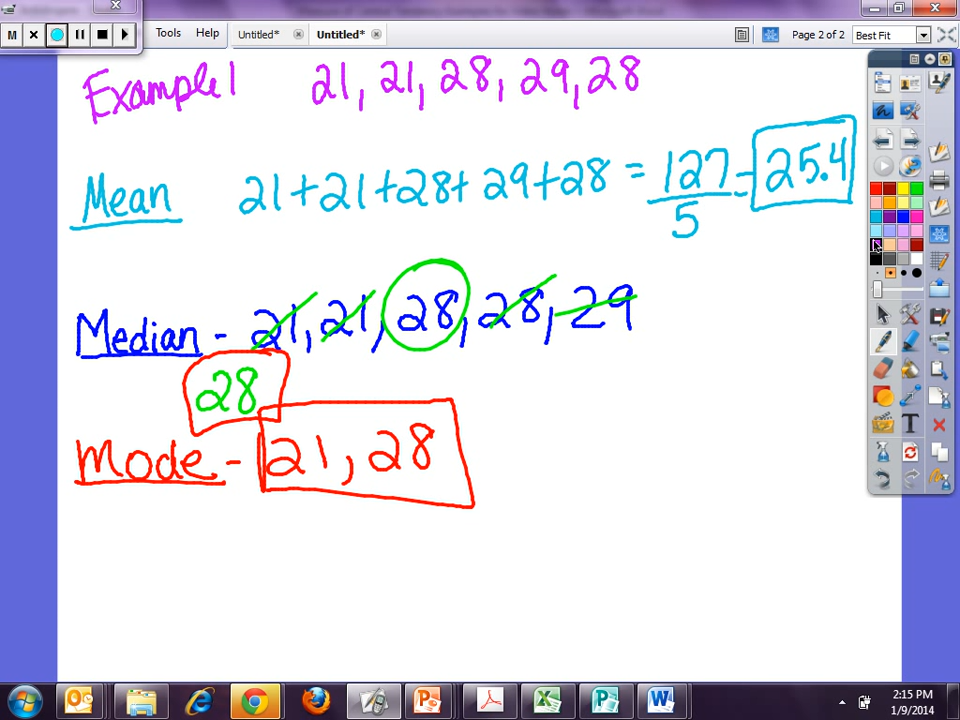 M
Tools Help Untitled* Untitled* Page 2 of 2 Best Fit
Example 1 21, 21, 28, 29, 28
Mean 21+21+28+29+28 = 127/5 = 25.4
Median - 21, 21, 28, 28, 29
28
Mode - 21, 28
T
2:15 PM
1/9/2014